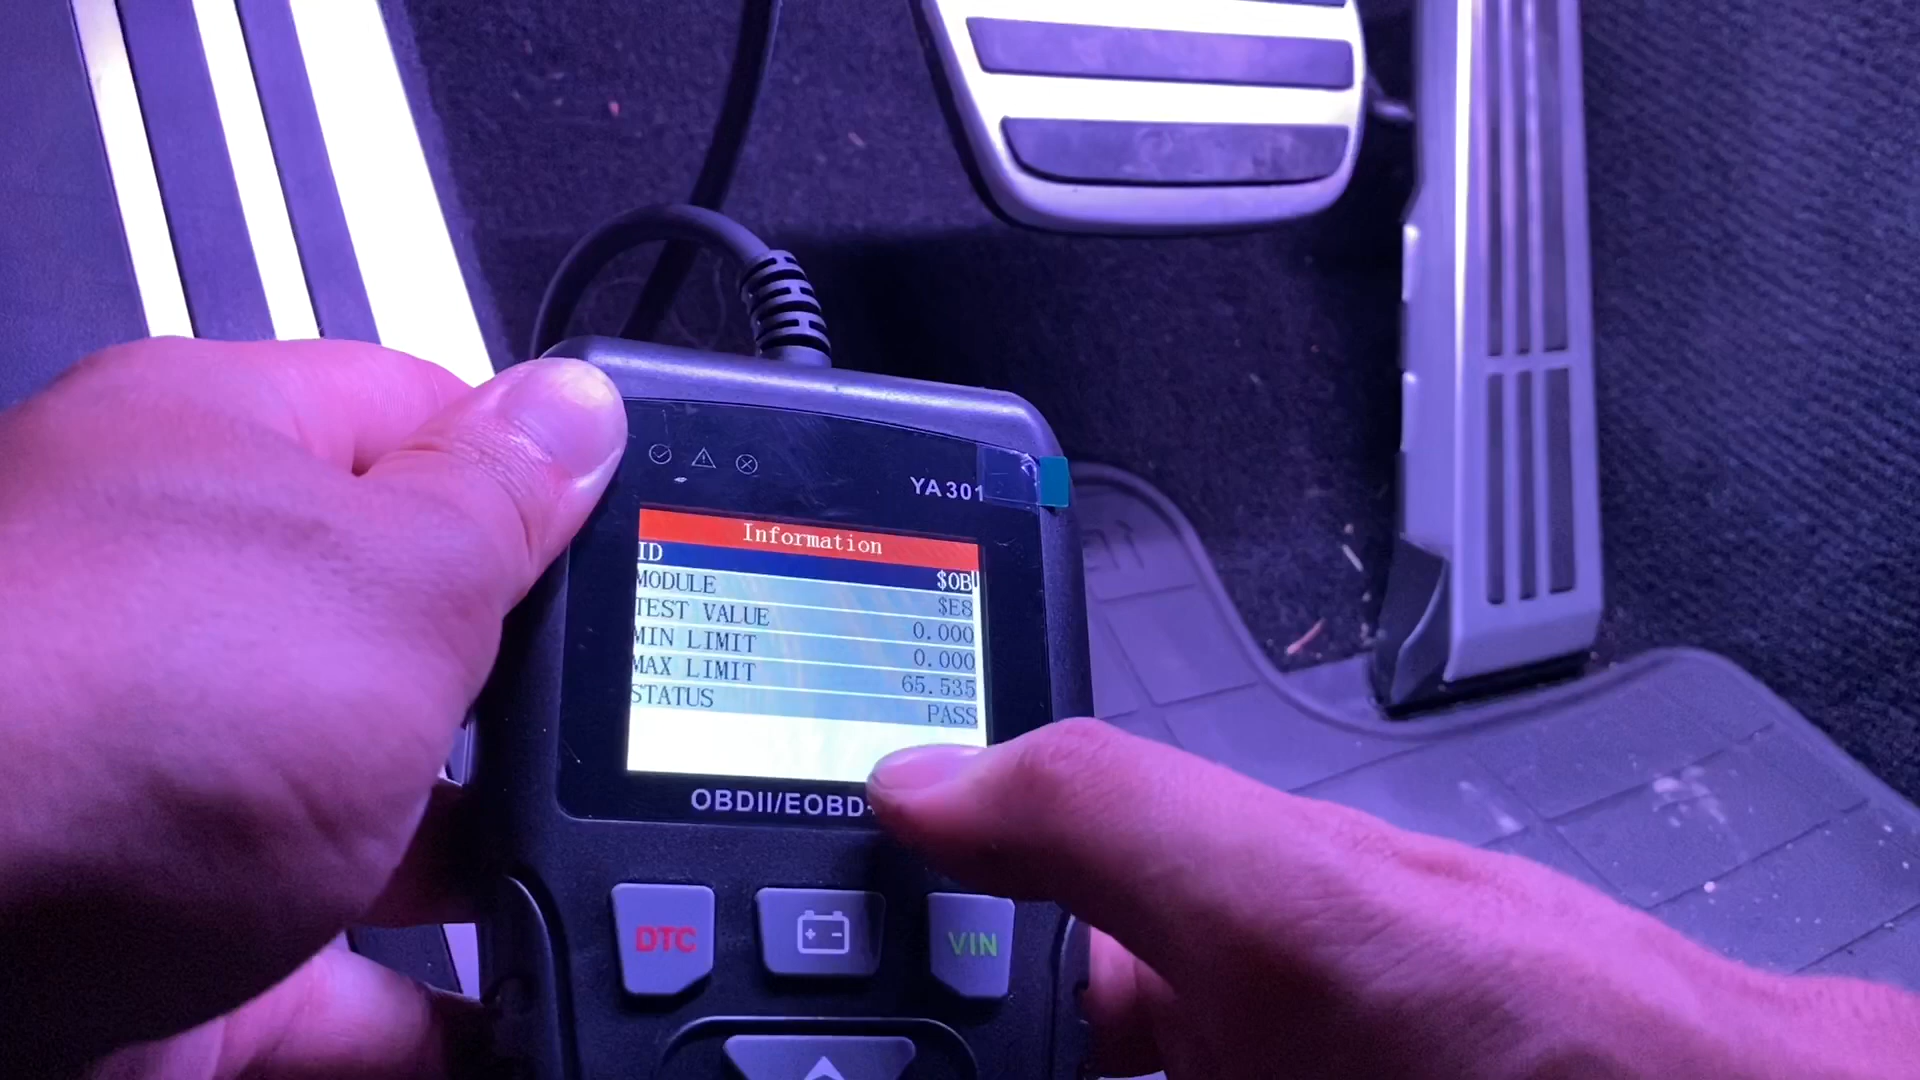 YA301
Information
ID $0B
MODULE $E8
TEST VALUE 0.000
MIN LIMIT 0.000
MAX LIMIT 65.535
STATUS PASS
OBDII/EOBD
DTC
VIN